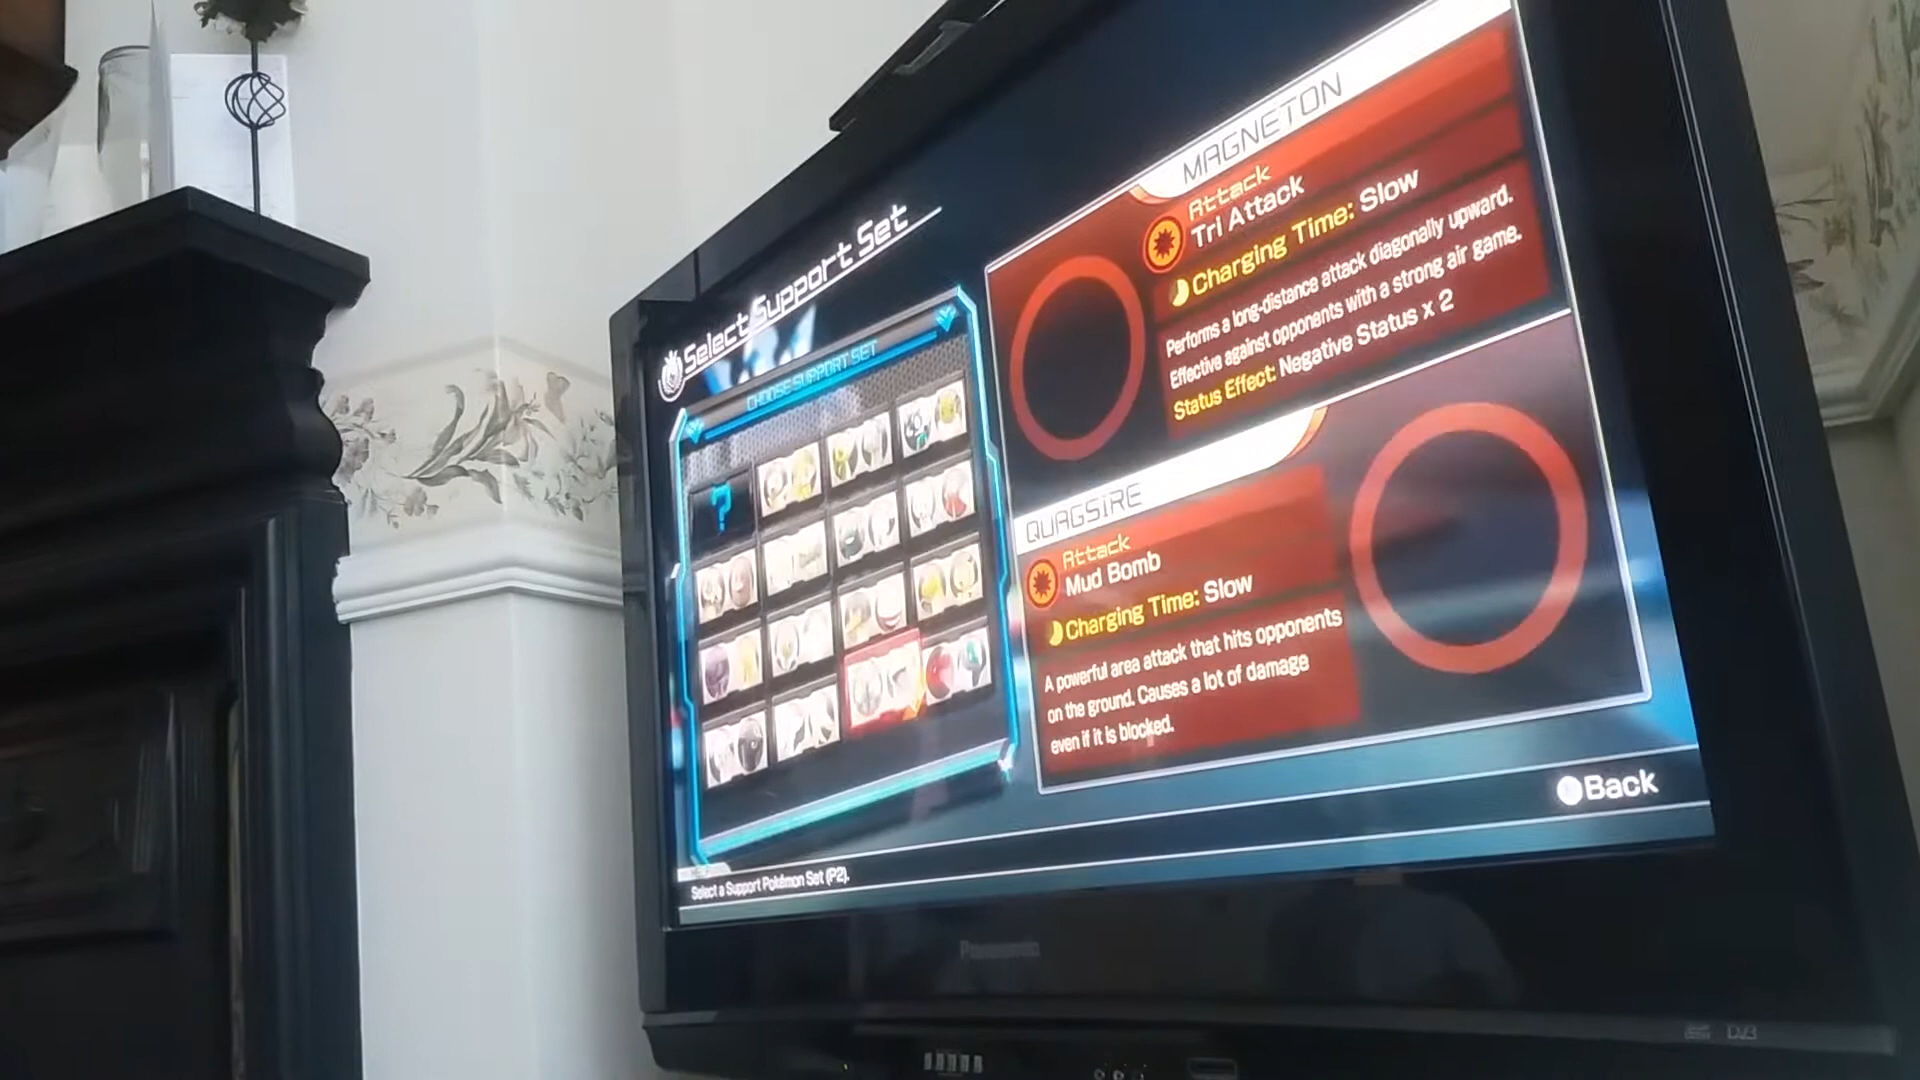 Select Support Set
CHOOSE SUPPORT SET
?
MAGNETON
Attack
Tri Attack
Charging Time: Slow
Performs a long-distance attack diagonally upward.
Effective against opponents with a strong air game.
Status Effect: Negative Status x 2
QUAGSIRE
Attack
Mud Bomb
Charging Time: Slow
A powerful area attack that hits opponents
on the ground. Causes a lot of damage
even if it is blocked.
Back
Select a Support Pokémon Set (P2).
Panasonic